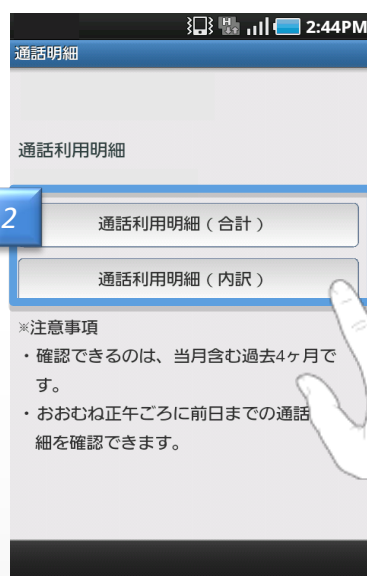 2:44PM
通話明細
通話利用明細
2
通話利用明細(合計)
通話利用明細(内訳)
※注意事項
・確認できるのは、当月含む過去4ヶ月で
す。
・おおむね正午ごろに前日までの通話
細を確認できます。